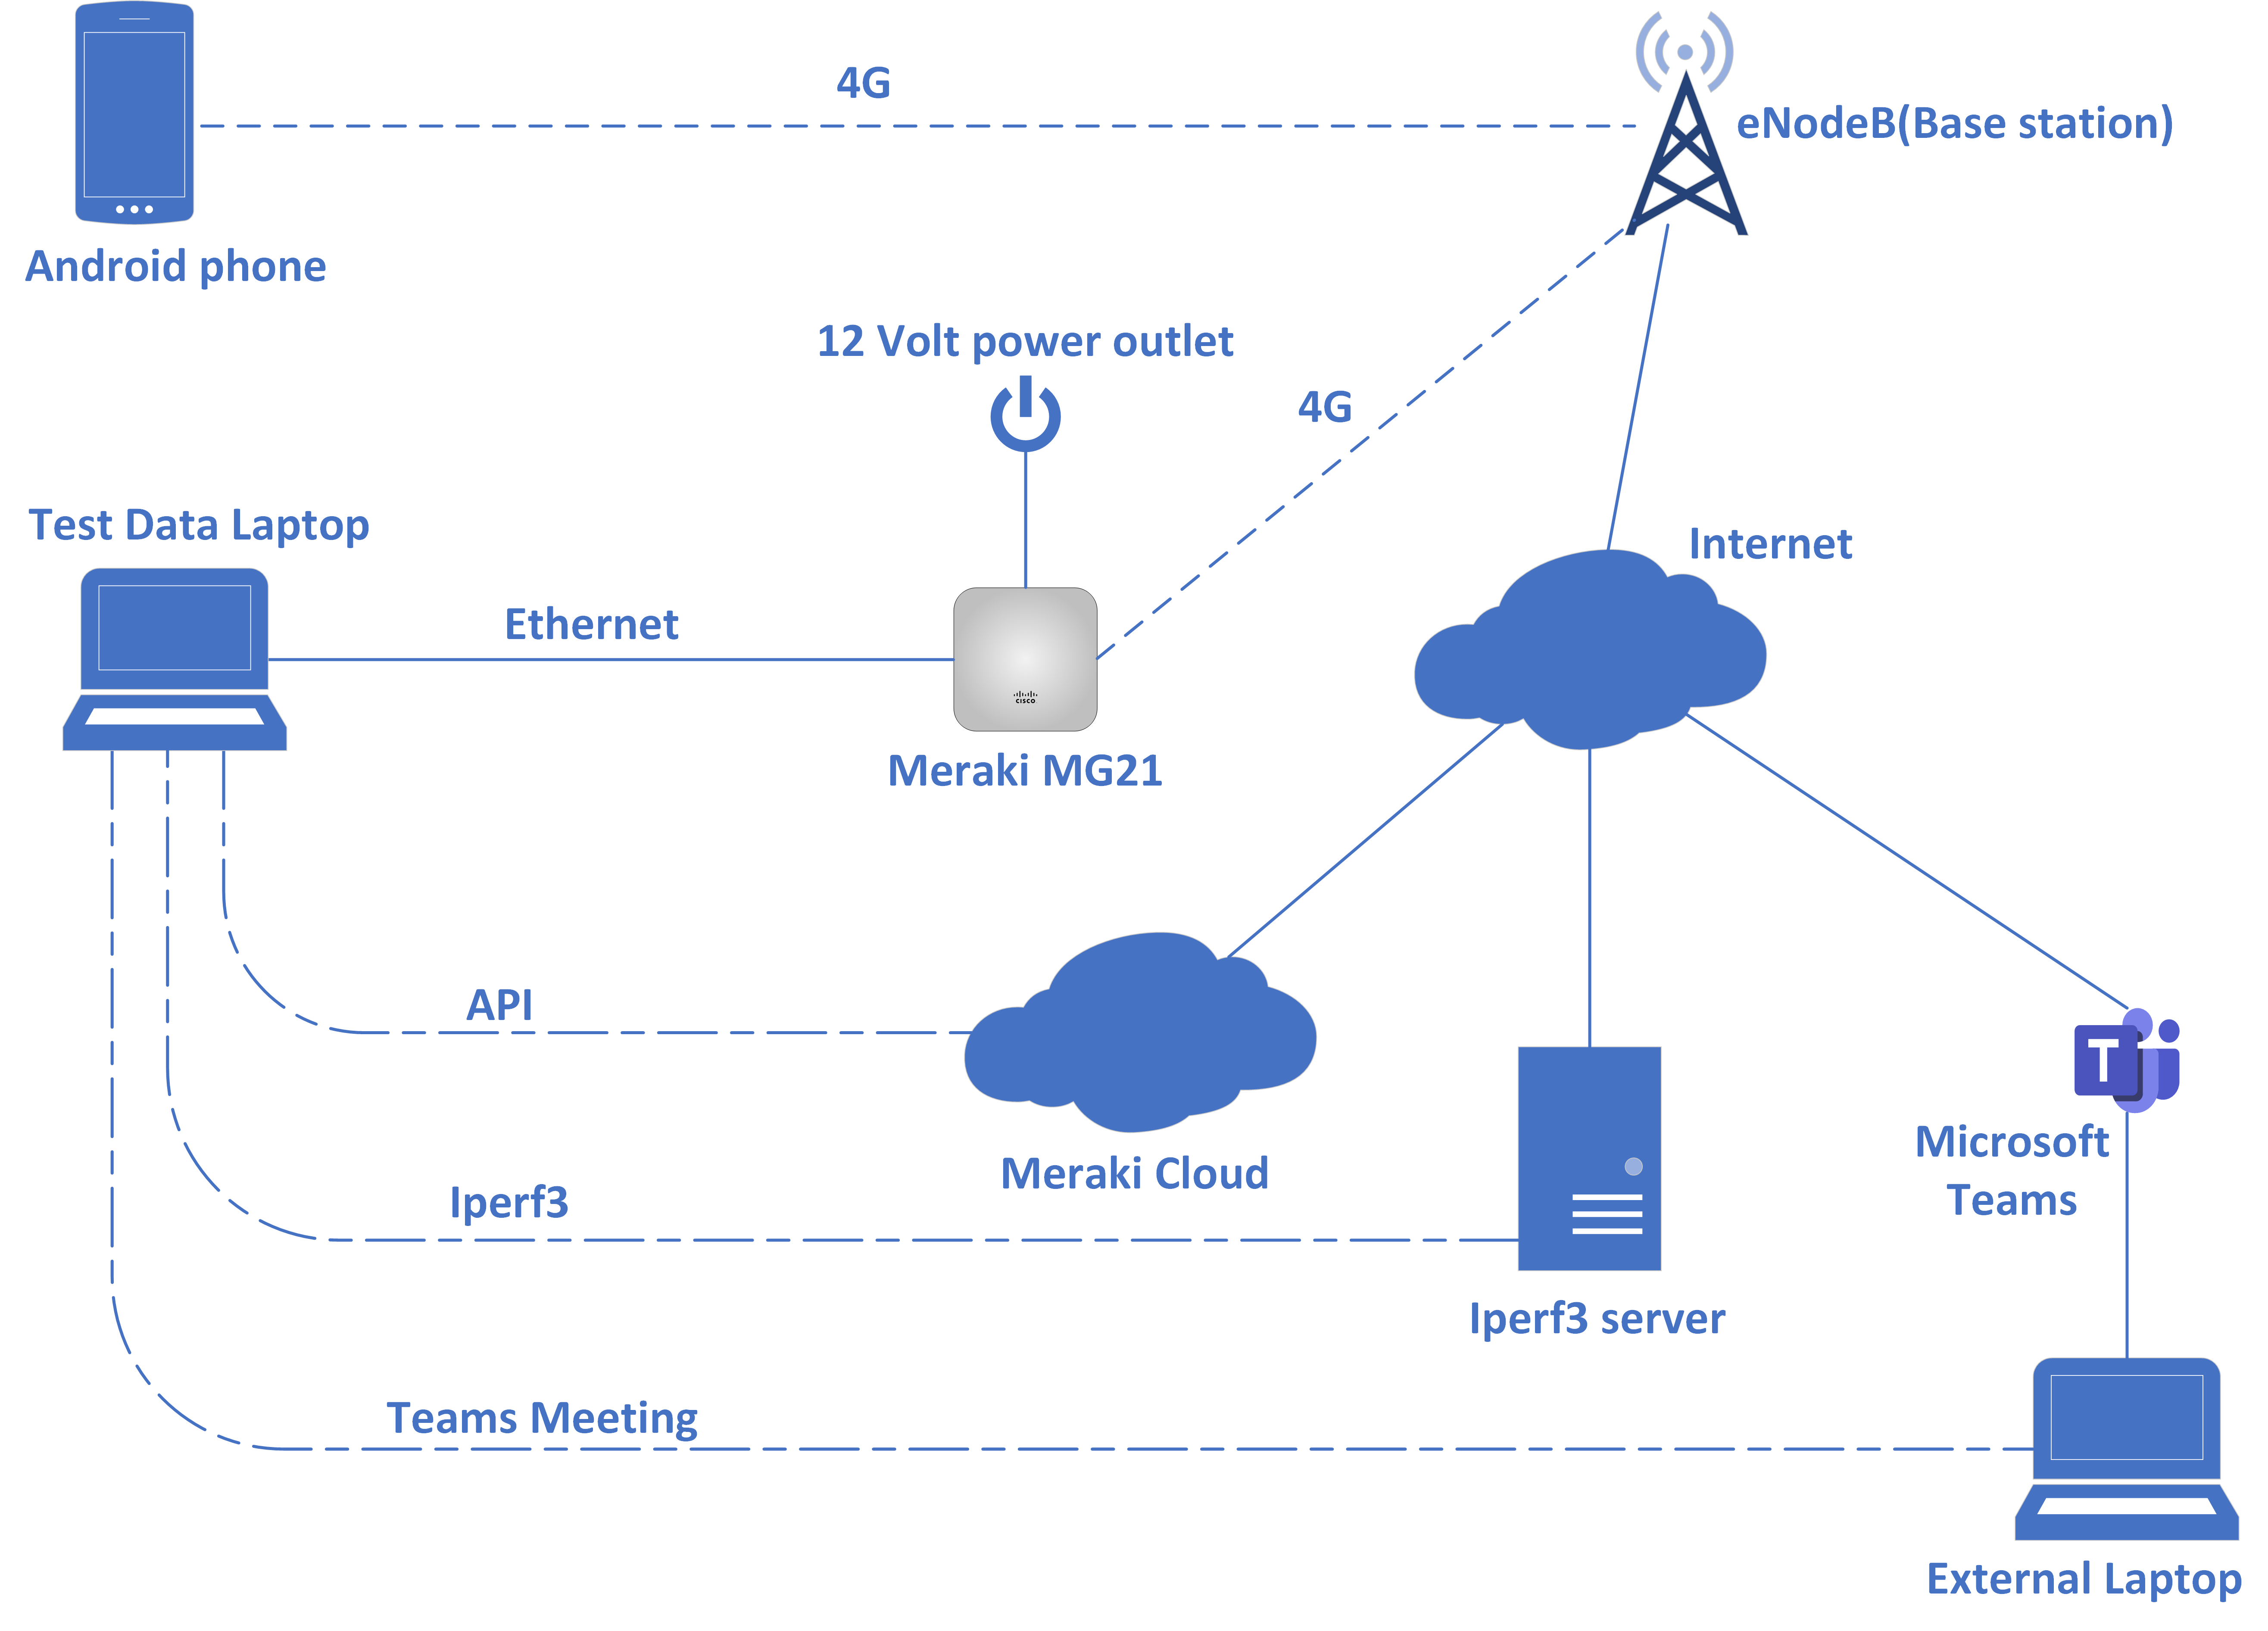 4G
eNodeB(Base station)
Android phone
12 Volt power outlet
4G
Test Data Laptop
Internet
Ethernet
CISCO
Meraki MG21
API
T
Microsoft
Teams
Meraki Cloud
Iperf3
Iperf3 server
Teams Meeting
External Laptop